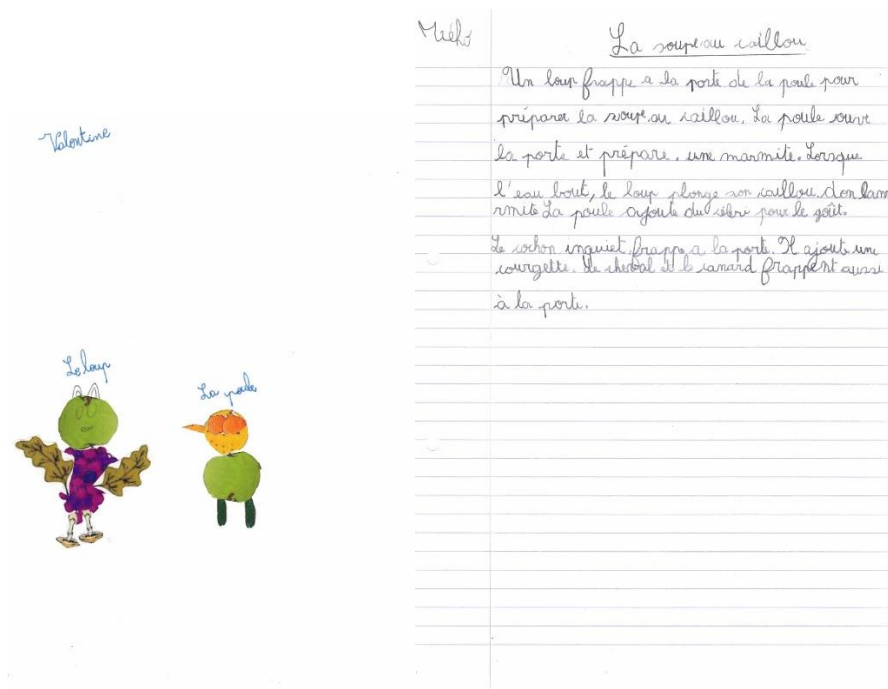 Valentine
Le loup
La poule
La soupe au caillou
Un loup frappe a la porte de la poule pour
préparer la soupe au caillou. La poule ouvre
la porte et prépare. une marmite. Lorsque
l'eau bout, le loup plonge son caillou dan lam
rmite La poule ajoute du céleri pour le goût.
Le cochon inquiet frappe a la porte. Il ajoute une
courgette. Le cheval et le canard frappent aussi
à la porte.